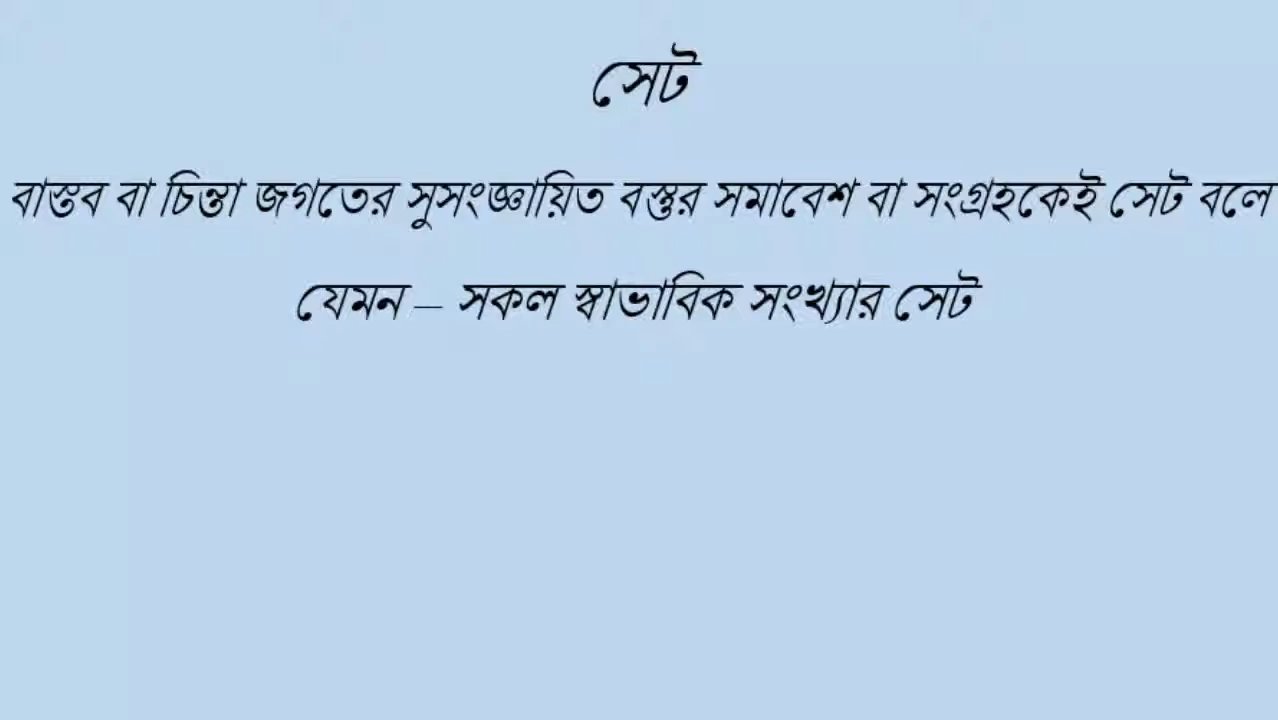 সেট
বাস্তব বা চিন্তা জগতের সুসংজ্ঞায়িত বস্তুর সমাবেশ বা সংগ্রহকেই সেট বলে
যেমন – সকল স্বাভাবিক সংখ্যার সেট